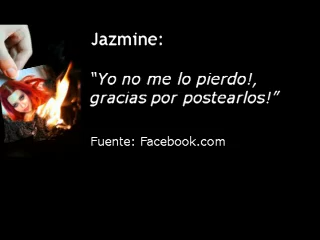 Jazmine:
“Yo no me lo pierdo!,
gracias por postearlos!”
Fuente: Facebook.com